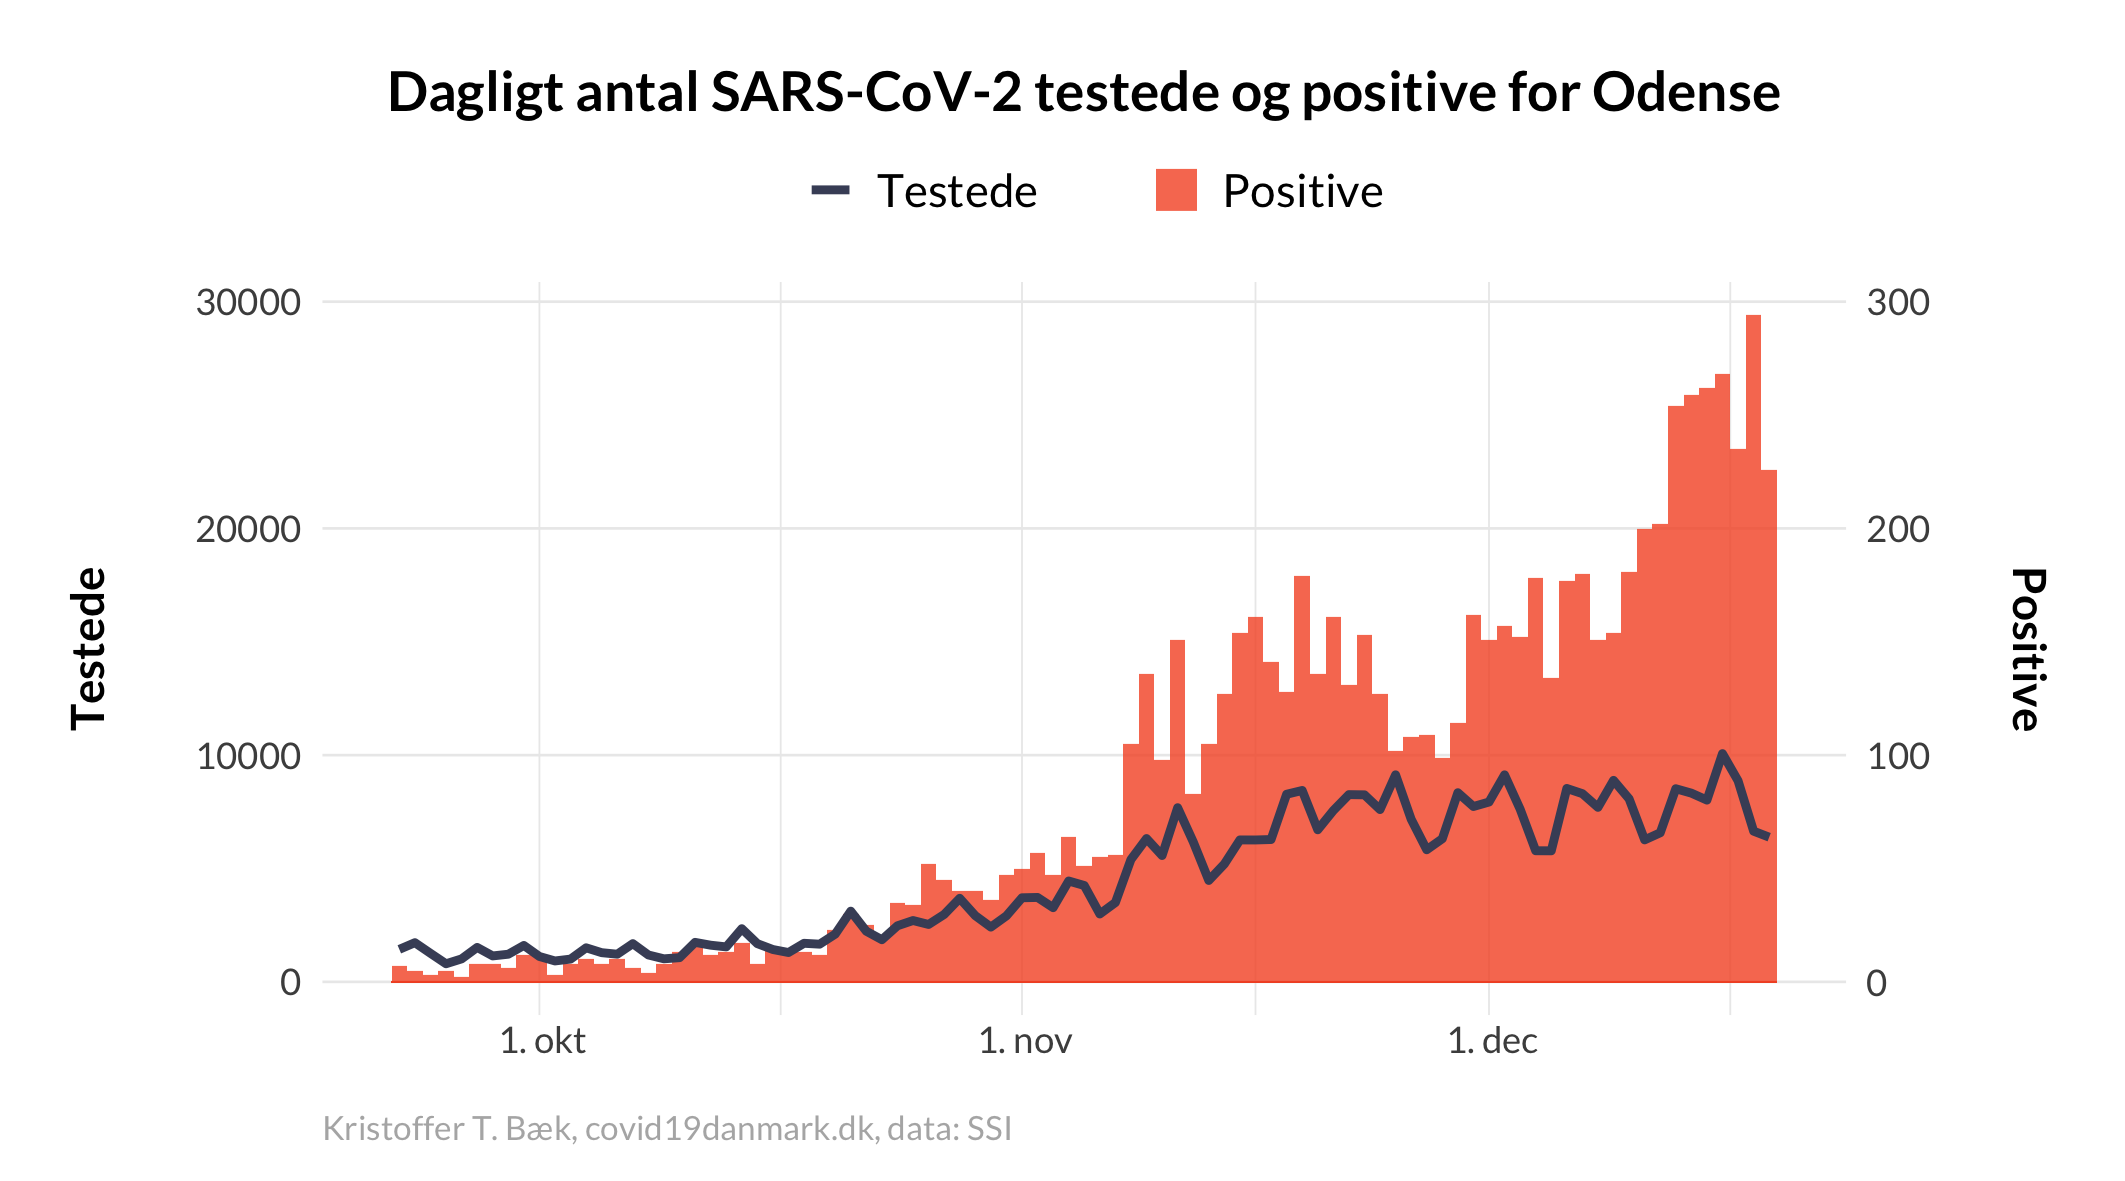 Dagligt antal SARS-CoV-2 testede og positive for Odense
Testede
Positive
30000
20000
10000
0
300
200
100
0
Testede
Positive
1. okt
1. nov
1. dec
Kristoffer T. Bæk, covid19danmark.dk, data: SSI